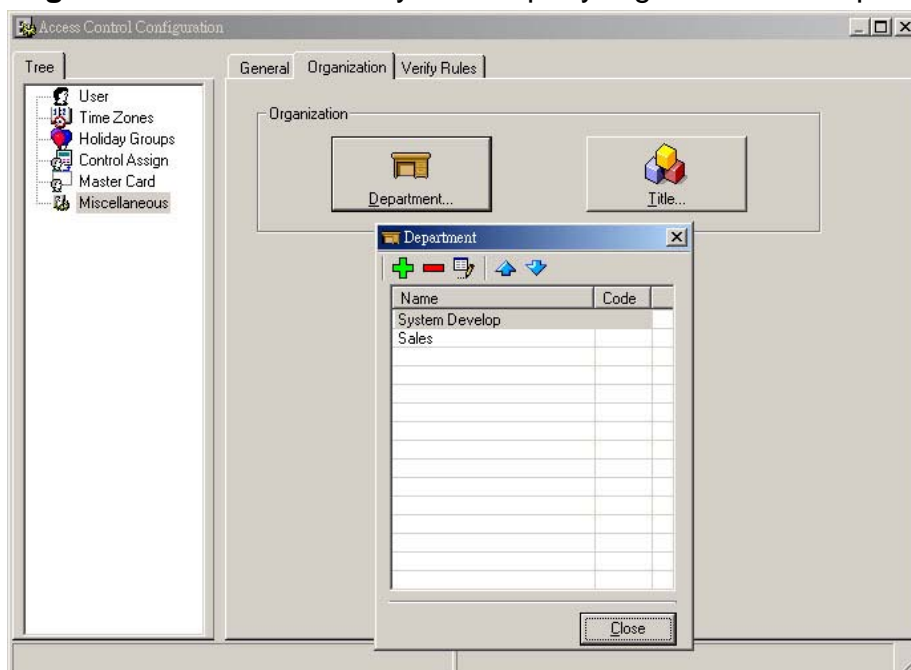 Access Control Configuration
Tree
User
Time Zones
Holiday Groups
Control Assign
Master Card
Miscellaneous
General Organization Verify Rules
Organization
Department...
Title...
Department
Name Code
System Develop
Sales
Close